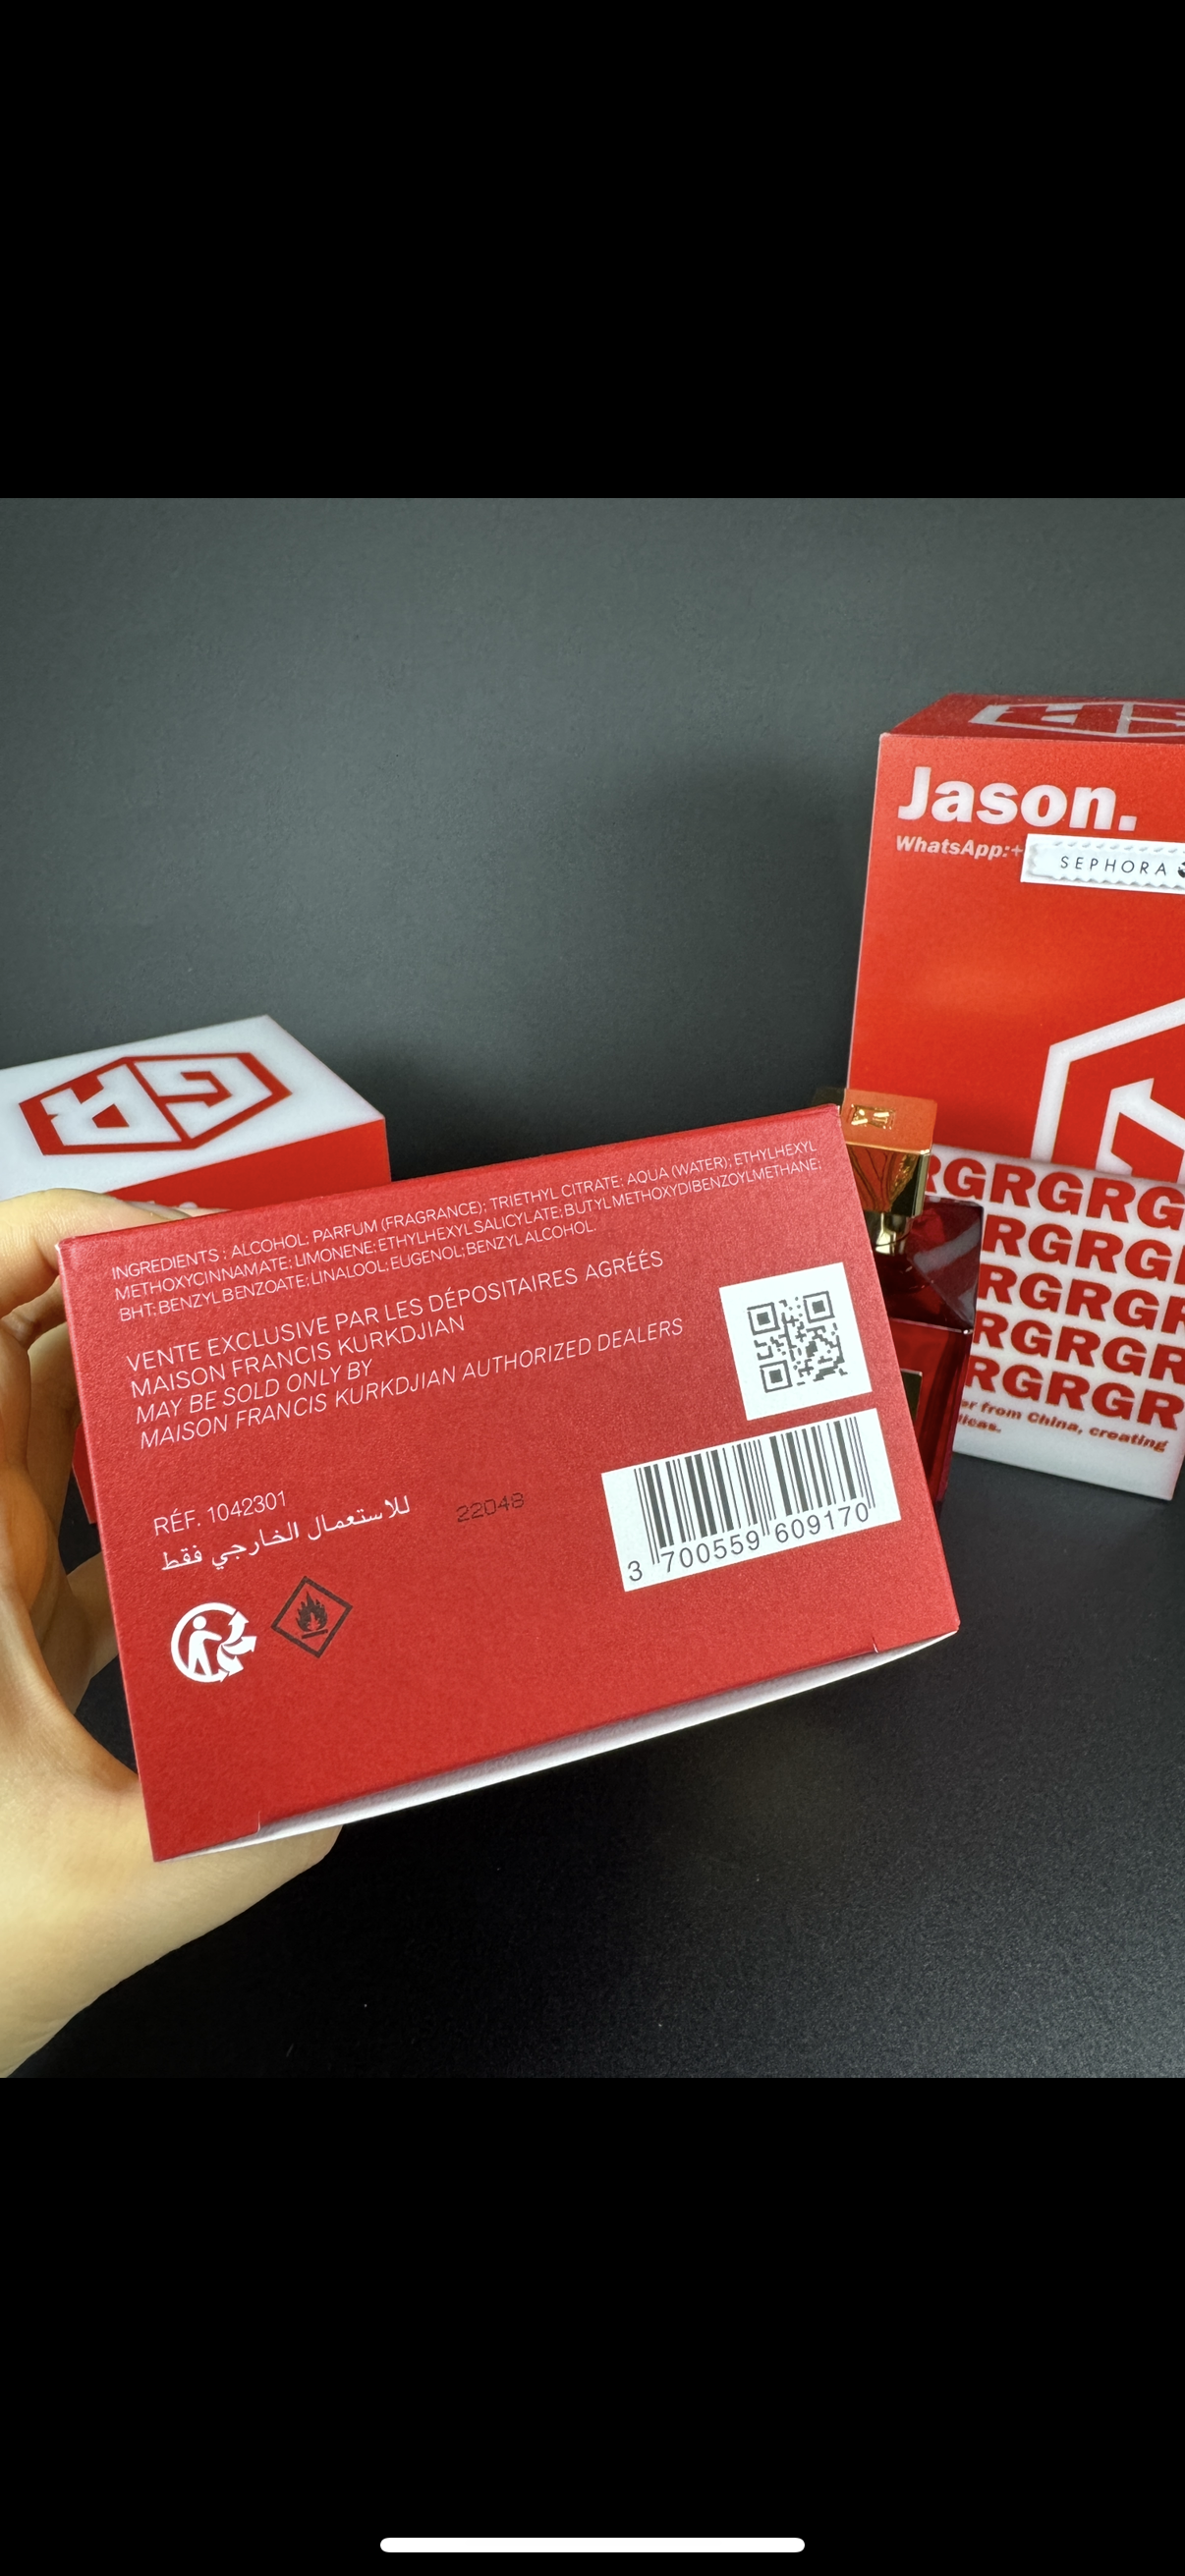 Jason.
WhatsApp:+
SEPHORA
GR
INGREDIENTS : ALCOHOL; PARFUM (FRAGRANCE); TRIETHYL CITRATE; AQUA (WATER); ETHYLHEXYL
METHOXYCINNAMATE; LIMONENE; ETHYLHEXYL SALICYLATE; BUTYL METHOXYDIBENZOYLMETHANE;
BHT; BENZYL BENZOATE; LINALOOL; EUGENOL; BENZYL ALCOHOL.
VENTE EXCLUSIVE PAR LES DÉPOSITAIRES AGRÉÉS
MAISON FRANCIS KURKDJIAN
MAY BE SOLD ONLY BY
MAISON FRANCIS KURKDJIAN AUTHORIZED DEALERS
RÉF. 1042301
للاستعمال الخارجي فقط
22048
3 700559 609170
RGRGRG
RGRG
RGRGR
RGRGR
RGRGR
from China, creating